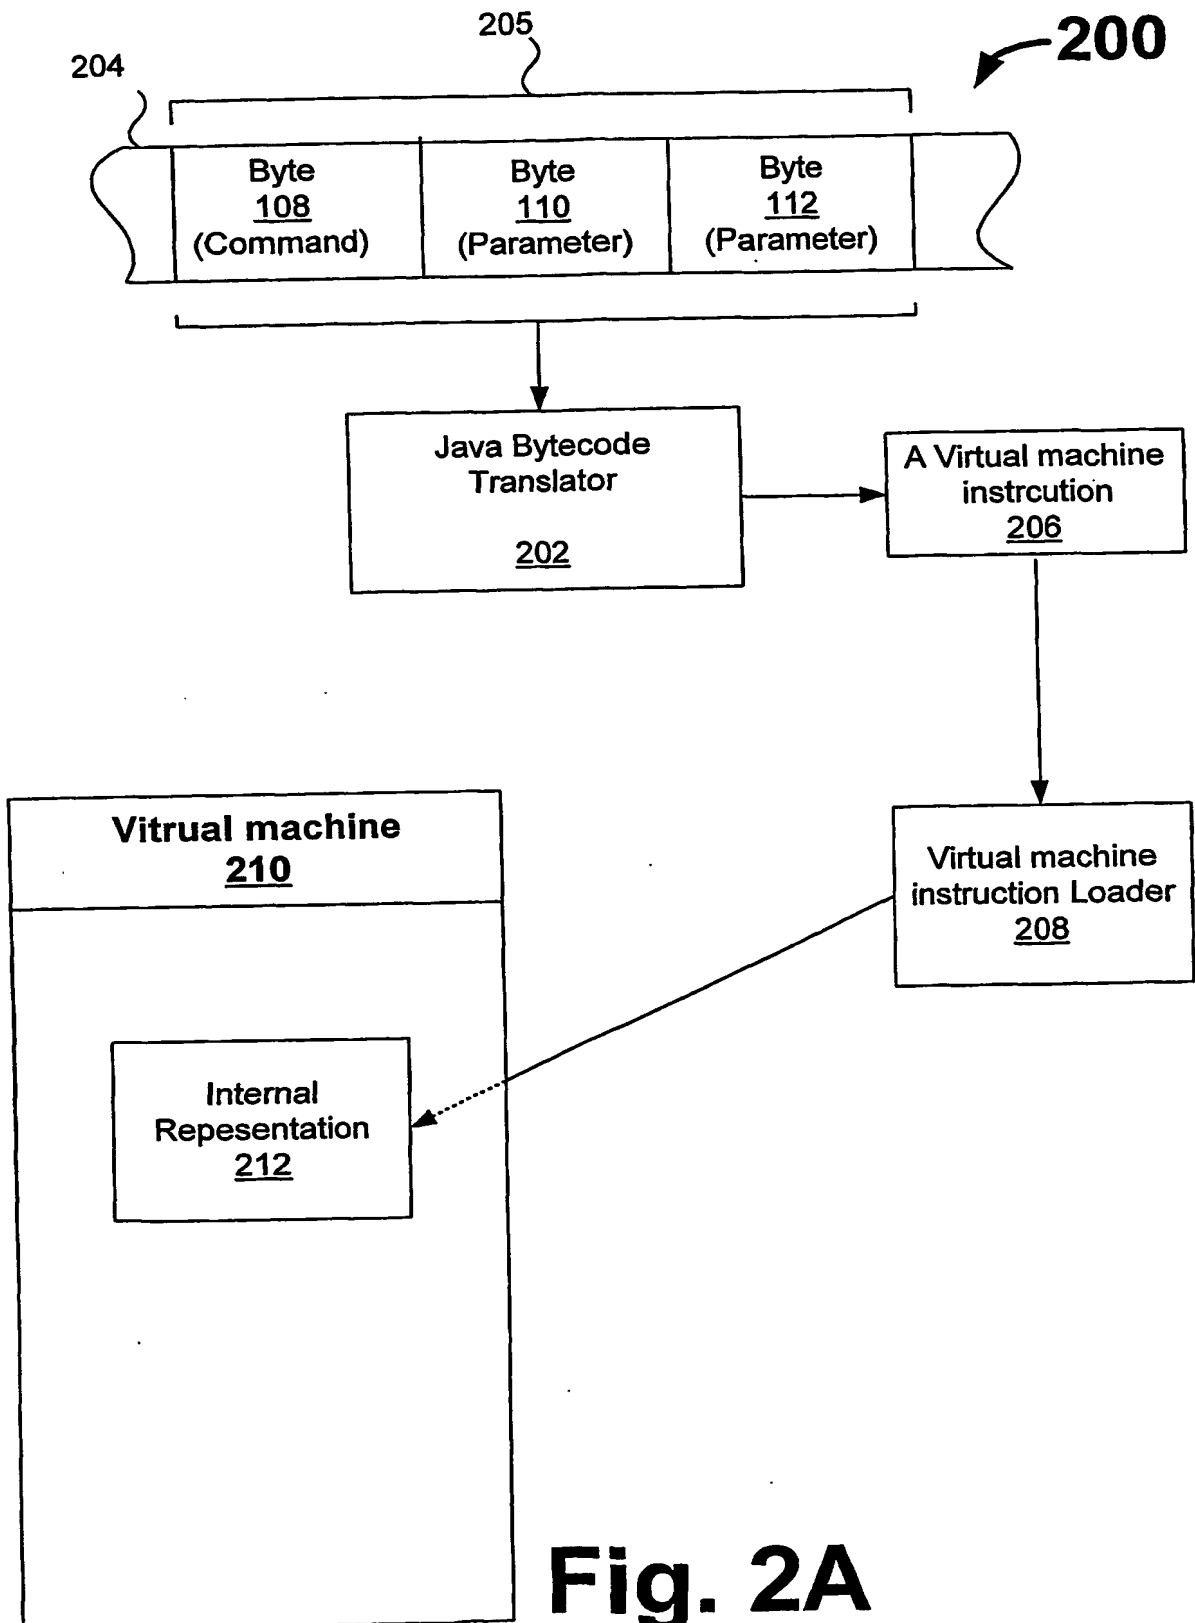 205
200
204
Byte
108
(Command)
Byte
110
(Parameter)
Byte
112
(Parameter)
Java Bytecode
Translator
202
A Virtual machine
instrcution
206
Vitrual machine
210
Virtual machine
instruction Loader
208
Internal
Repesentation
212
Fig. 2A